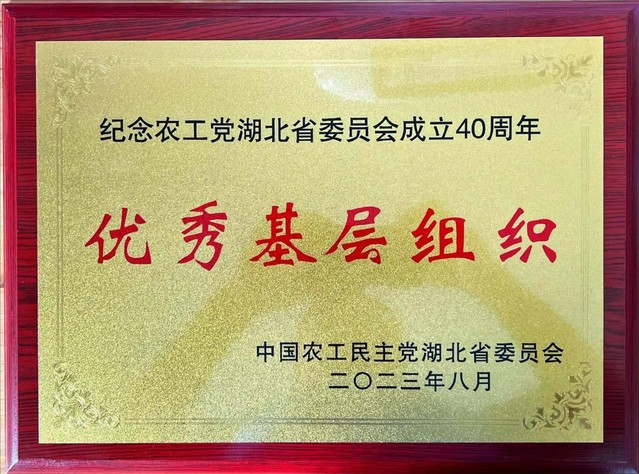 纪念农工党湖北省委员会成立40周年
优秀基层组织
中国农工民主党湖北省委员会
二〇二三年八月